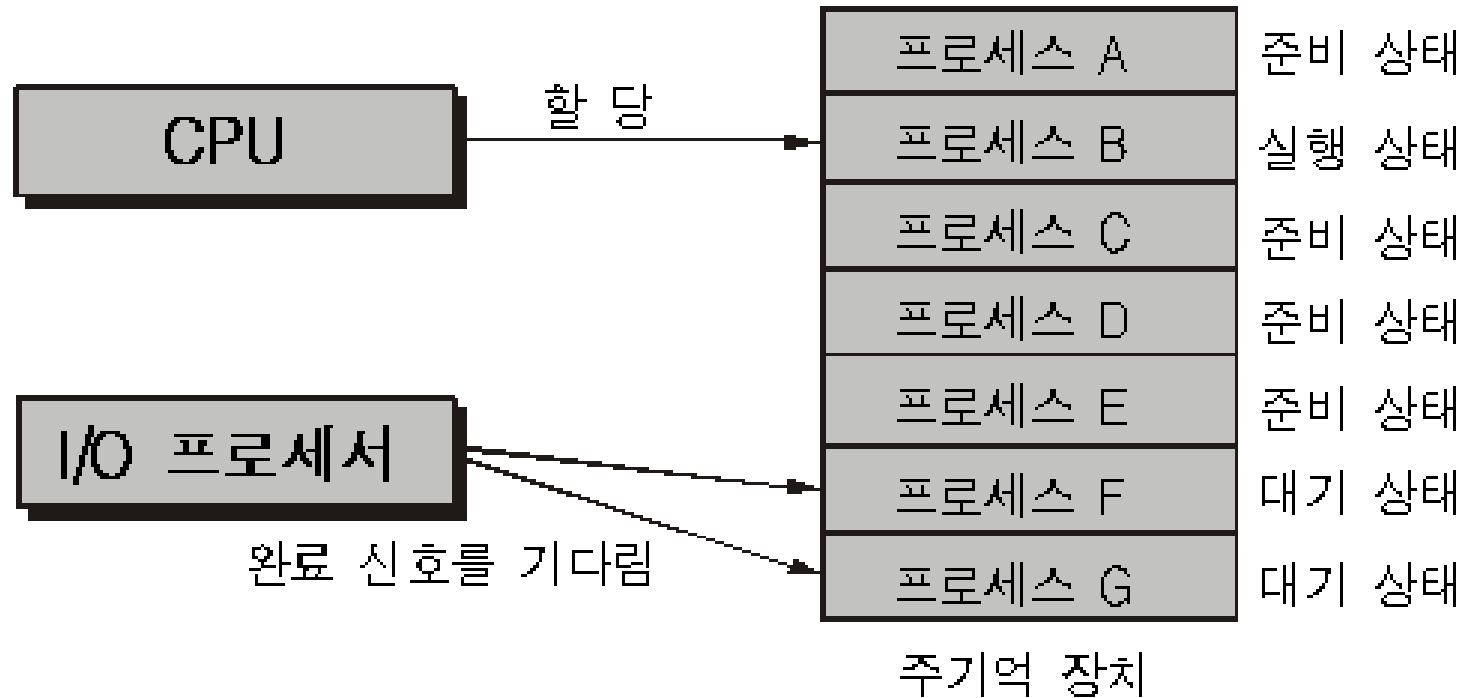 프로세스 A 준비 상태
할 당
CPU
프로세스 B 실행 상태
프로세스 C 준비 상태
프로세스 D 준비 상태
프로세스 E 준비 상태
I/O 프로세서
프로세스 F 대기 상태
완료 신호를 기다림
프로세스 G 대기 상태
주기억 장치